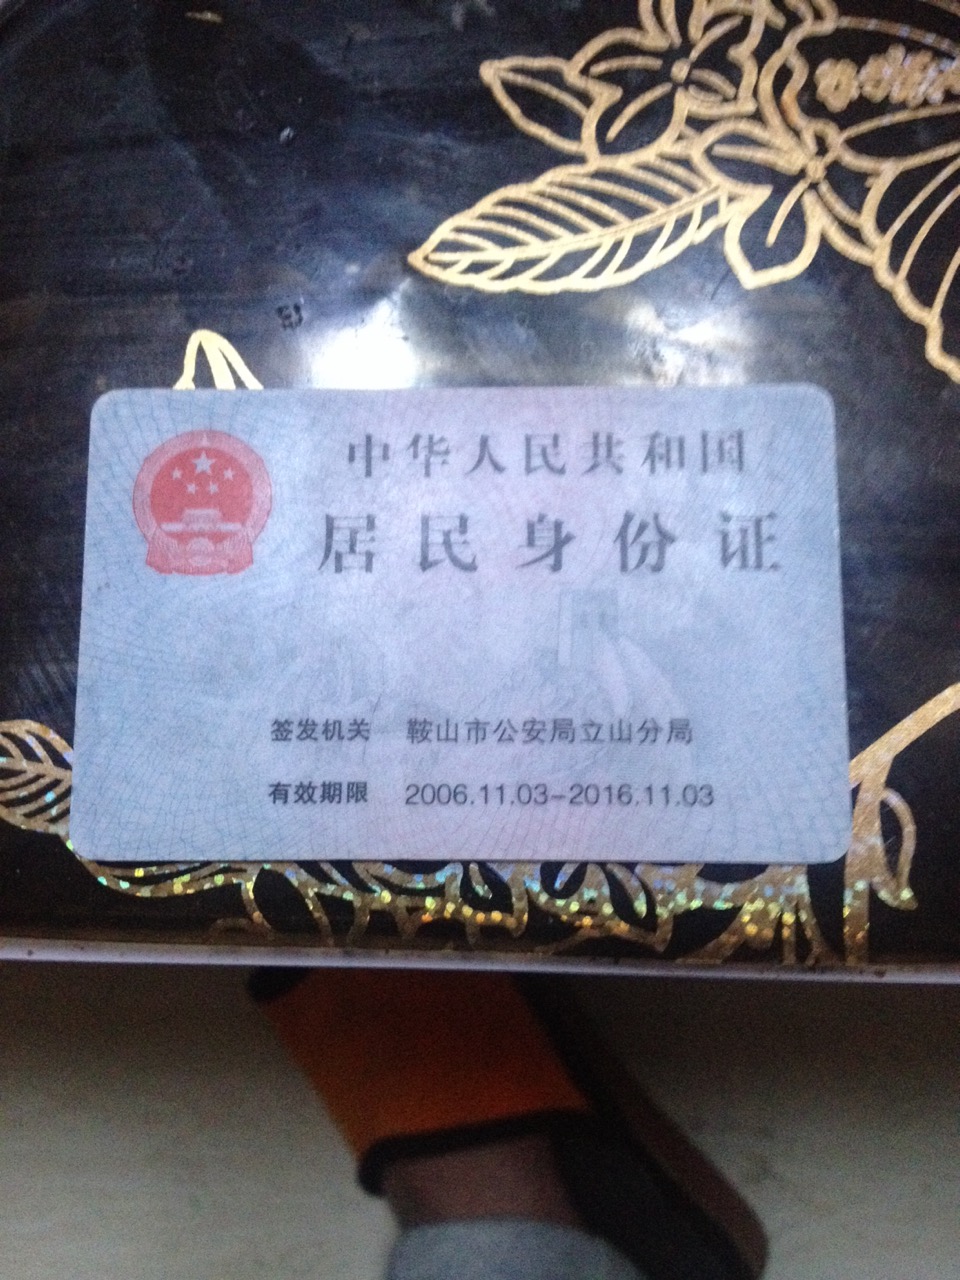 中华人民共和国
居民身份证
签发机关 鞍山市公安局立山分局
有效期限 2006.11.03-2016.11.03